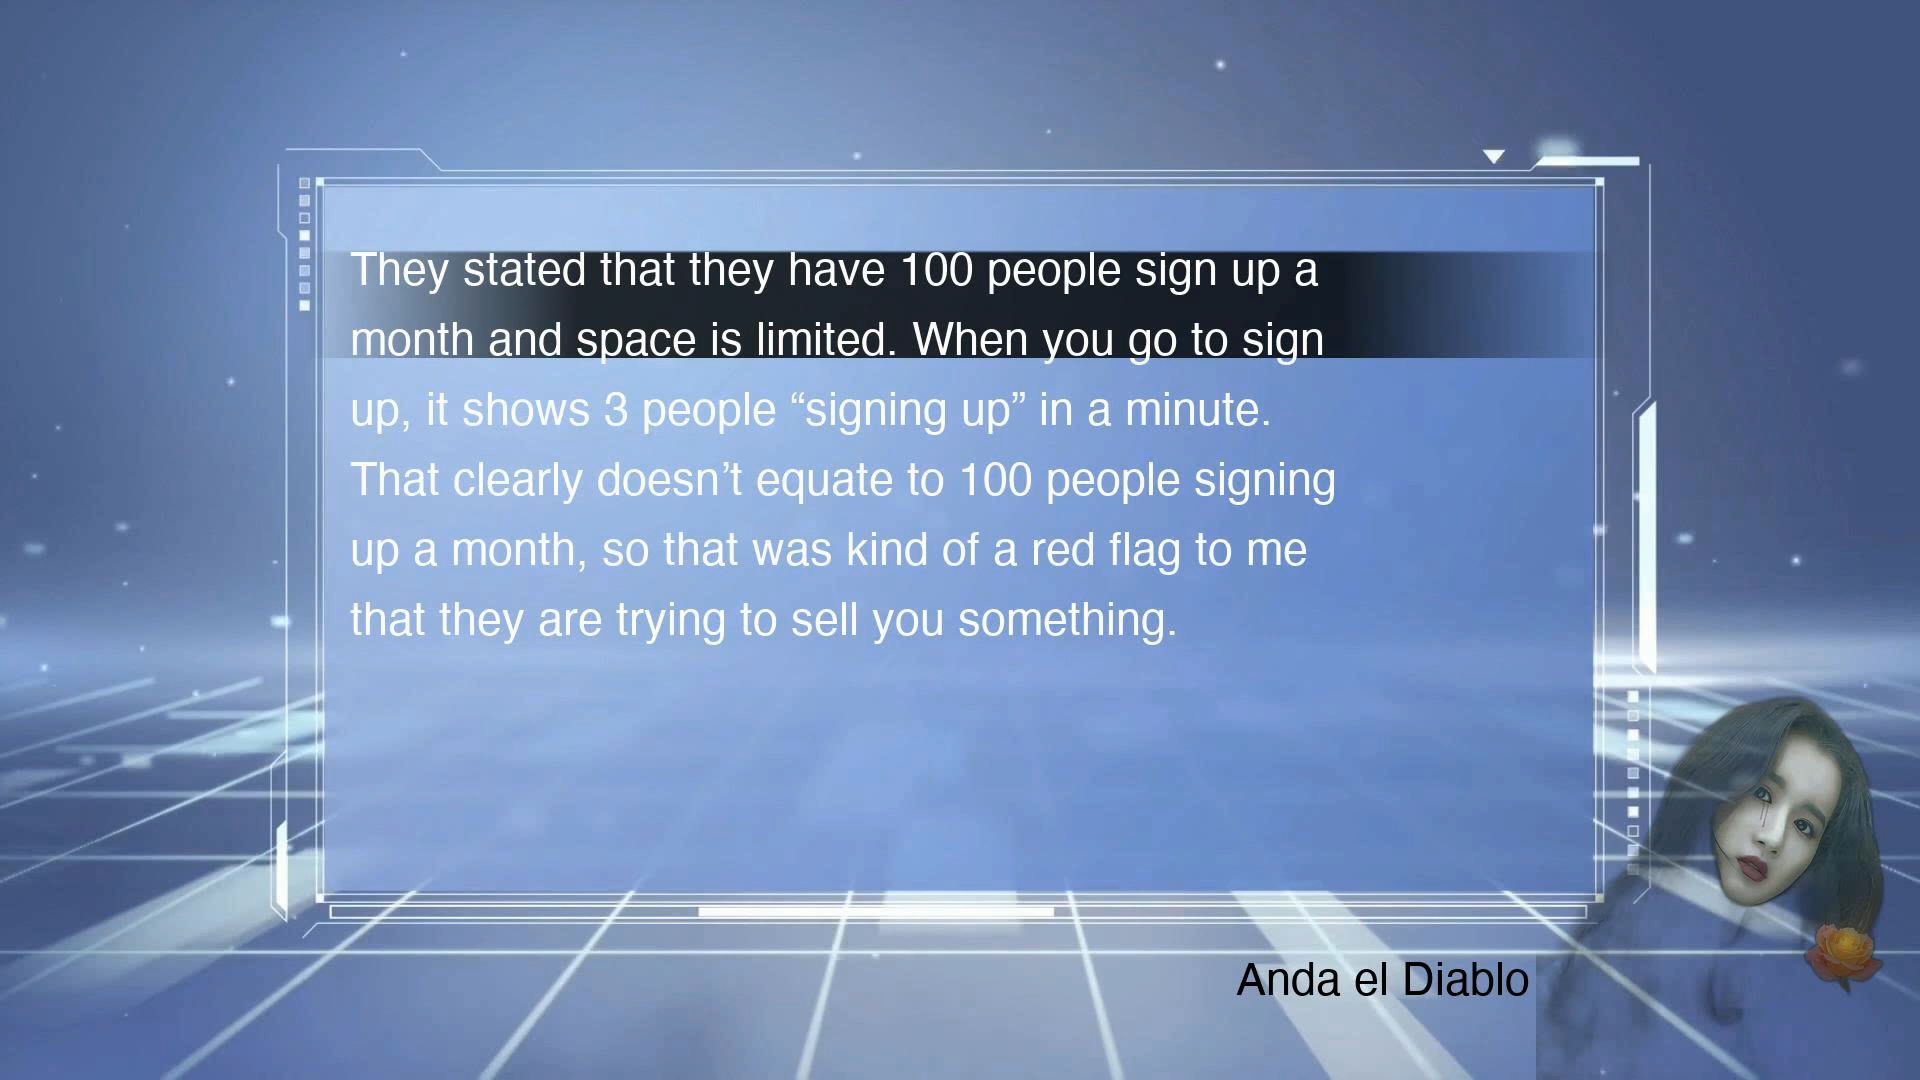 They stated that they have 100 people sign up a
month and space is limited. When you go to sign
up, it shows 3 people “signing up” in a minute.
That clearly doesn’t equate to 100 people signing
up a month, so that was kind of a red flag to me
that they are trying to sell you something.
Anda el Diablo